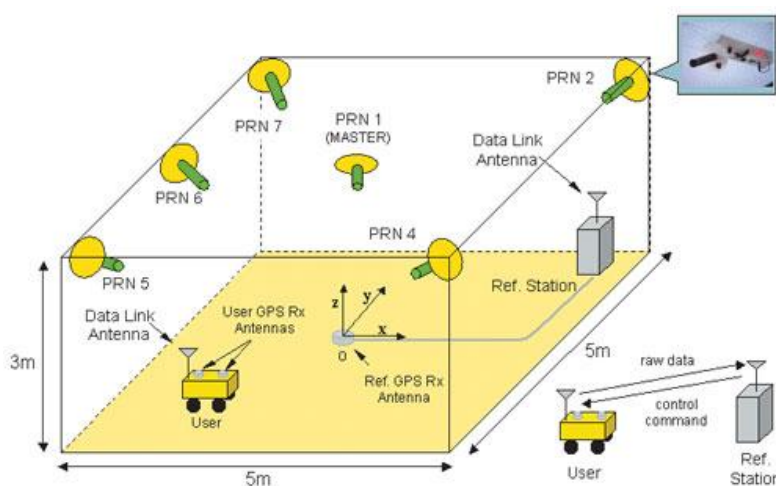 PRN 2
PRN 7
PRN 1
(MASTER)
Data Link
Antenna
PRN 6
PRN 4
PRN 5
Ref. Station
Data Link
Antenna
User GPS Rx
Antennas
z
y
x
0
3m
5m
raw data
Ref. GPS Rx
Antenna
control
command
User
5m
User
Ref.
Station